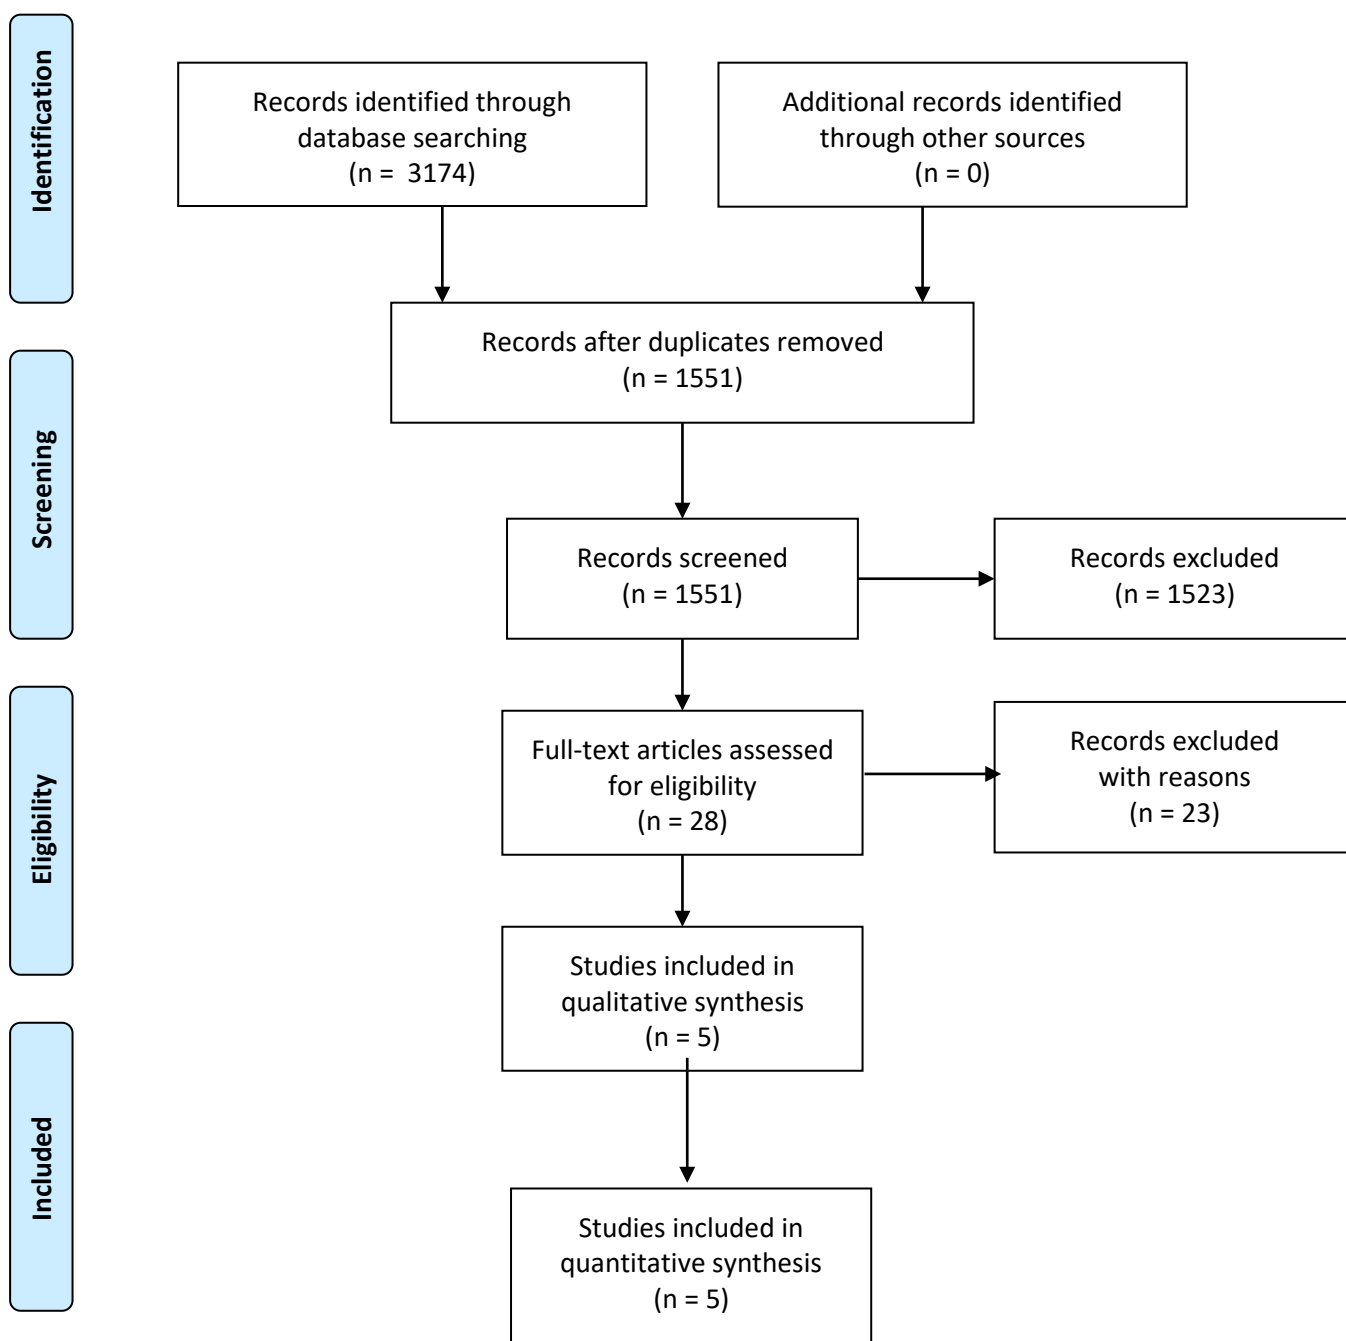 Identification
Records identified through
database searching
(n =  3174)
Additional records identified
through other sources
(n = 0)
Records after duplicates removed
(n = 1551)
Screening
Records screened
(n = 1551)
Records excluded
(n = 1523)
Eligibility
Full-text articles assessed
for eligibility
(n = 28)
Records excluded
with reasons
(n = 23)
Studies included in
qualitative synthesis
(n = 5)
Included
Studies included in
quantitative synthesis
(n = 5)